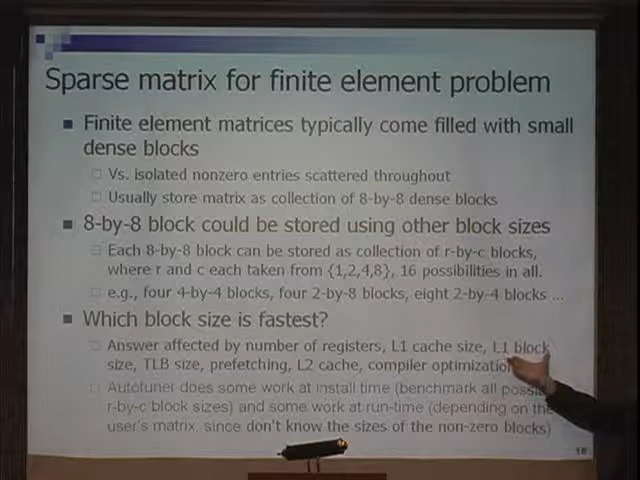 Sparse matrix for finite element problem
Finite element matrices typically come filled with small
dense blocks
Vs. isolated nonzero entries scattered throughout
Usually store matrix as collection of 8-by-8 dense blocks
8-by-8 block could be stored using other block sizes
Each 8-by-8 block can be stored as collection of r-by-c blocks,
where r and c each taken from {1,2,4,8}, 16 possibilities in all.
e.g., four 4-by-4 blocks, four 2-by-8 blocks, eight 2-by-4 blocks ...
Which block size is fastest?
Answer affected by number of registers, L1 cache size, L1 block
size, TLB size, prefetching, L2 cache, compiler
Autotuner does some work at install time (benchmark all
r-by-c block sizes) and some work at run-time (depending on the
user's matrix, since don't know the sizes of the non-zero blocks)